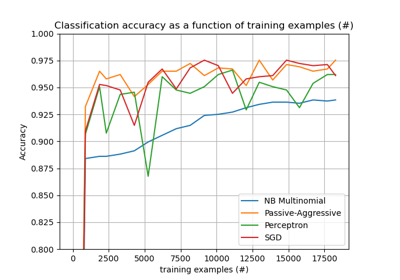 Classification accuracy as a function of training examples (#)
1.000
0.975
0.950
0.925
0.900
0.875
0.850
0.825
0.800
Accuracy
NB Multinomial
Passive-Aggressive
Perceptron
SGD
0 2500 5000 7500 10000 12500 15000 17500
training examples (#)